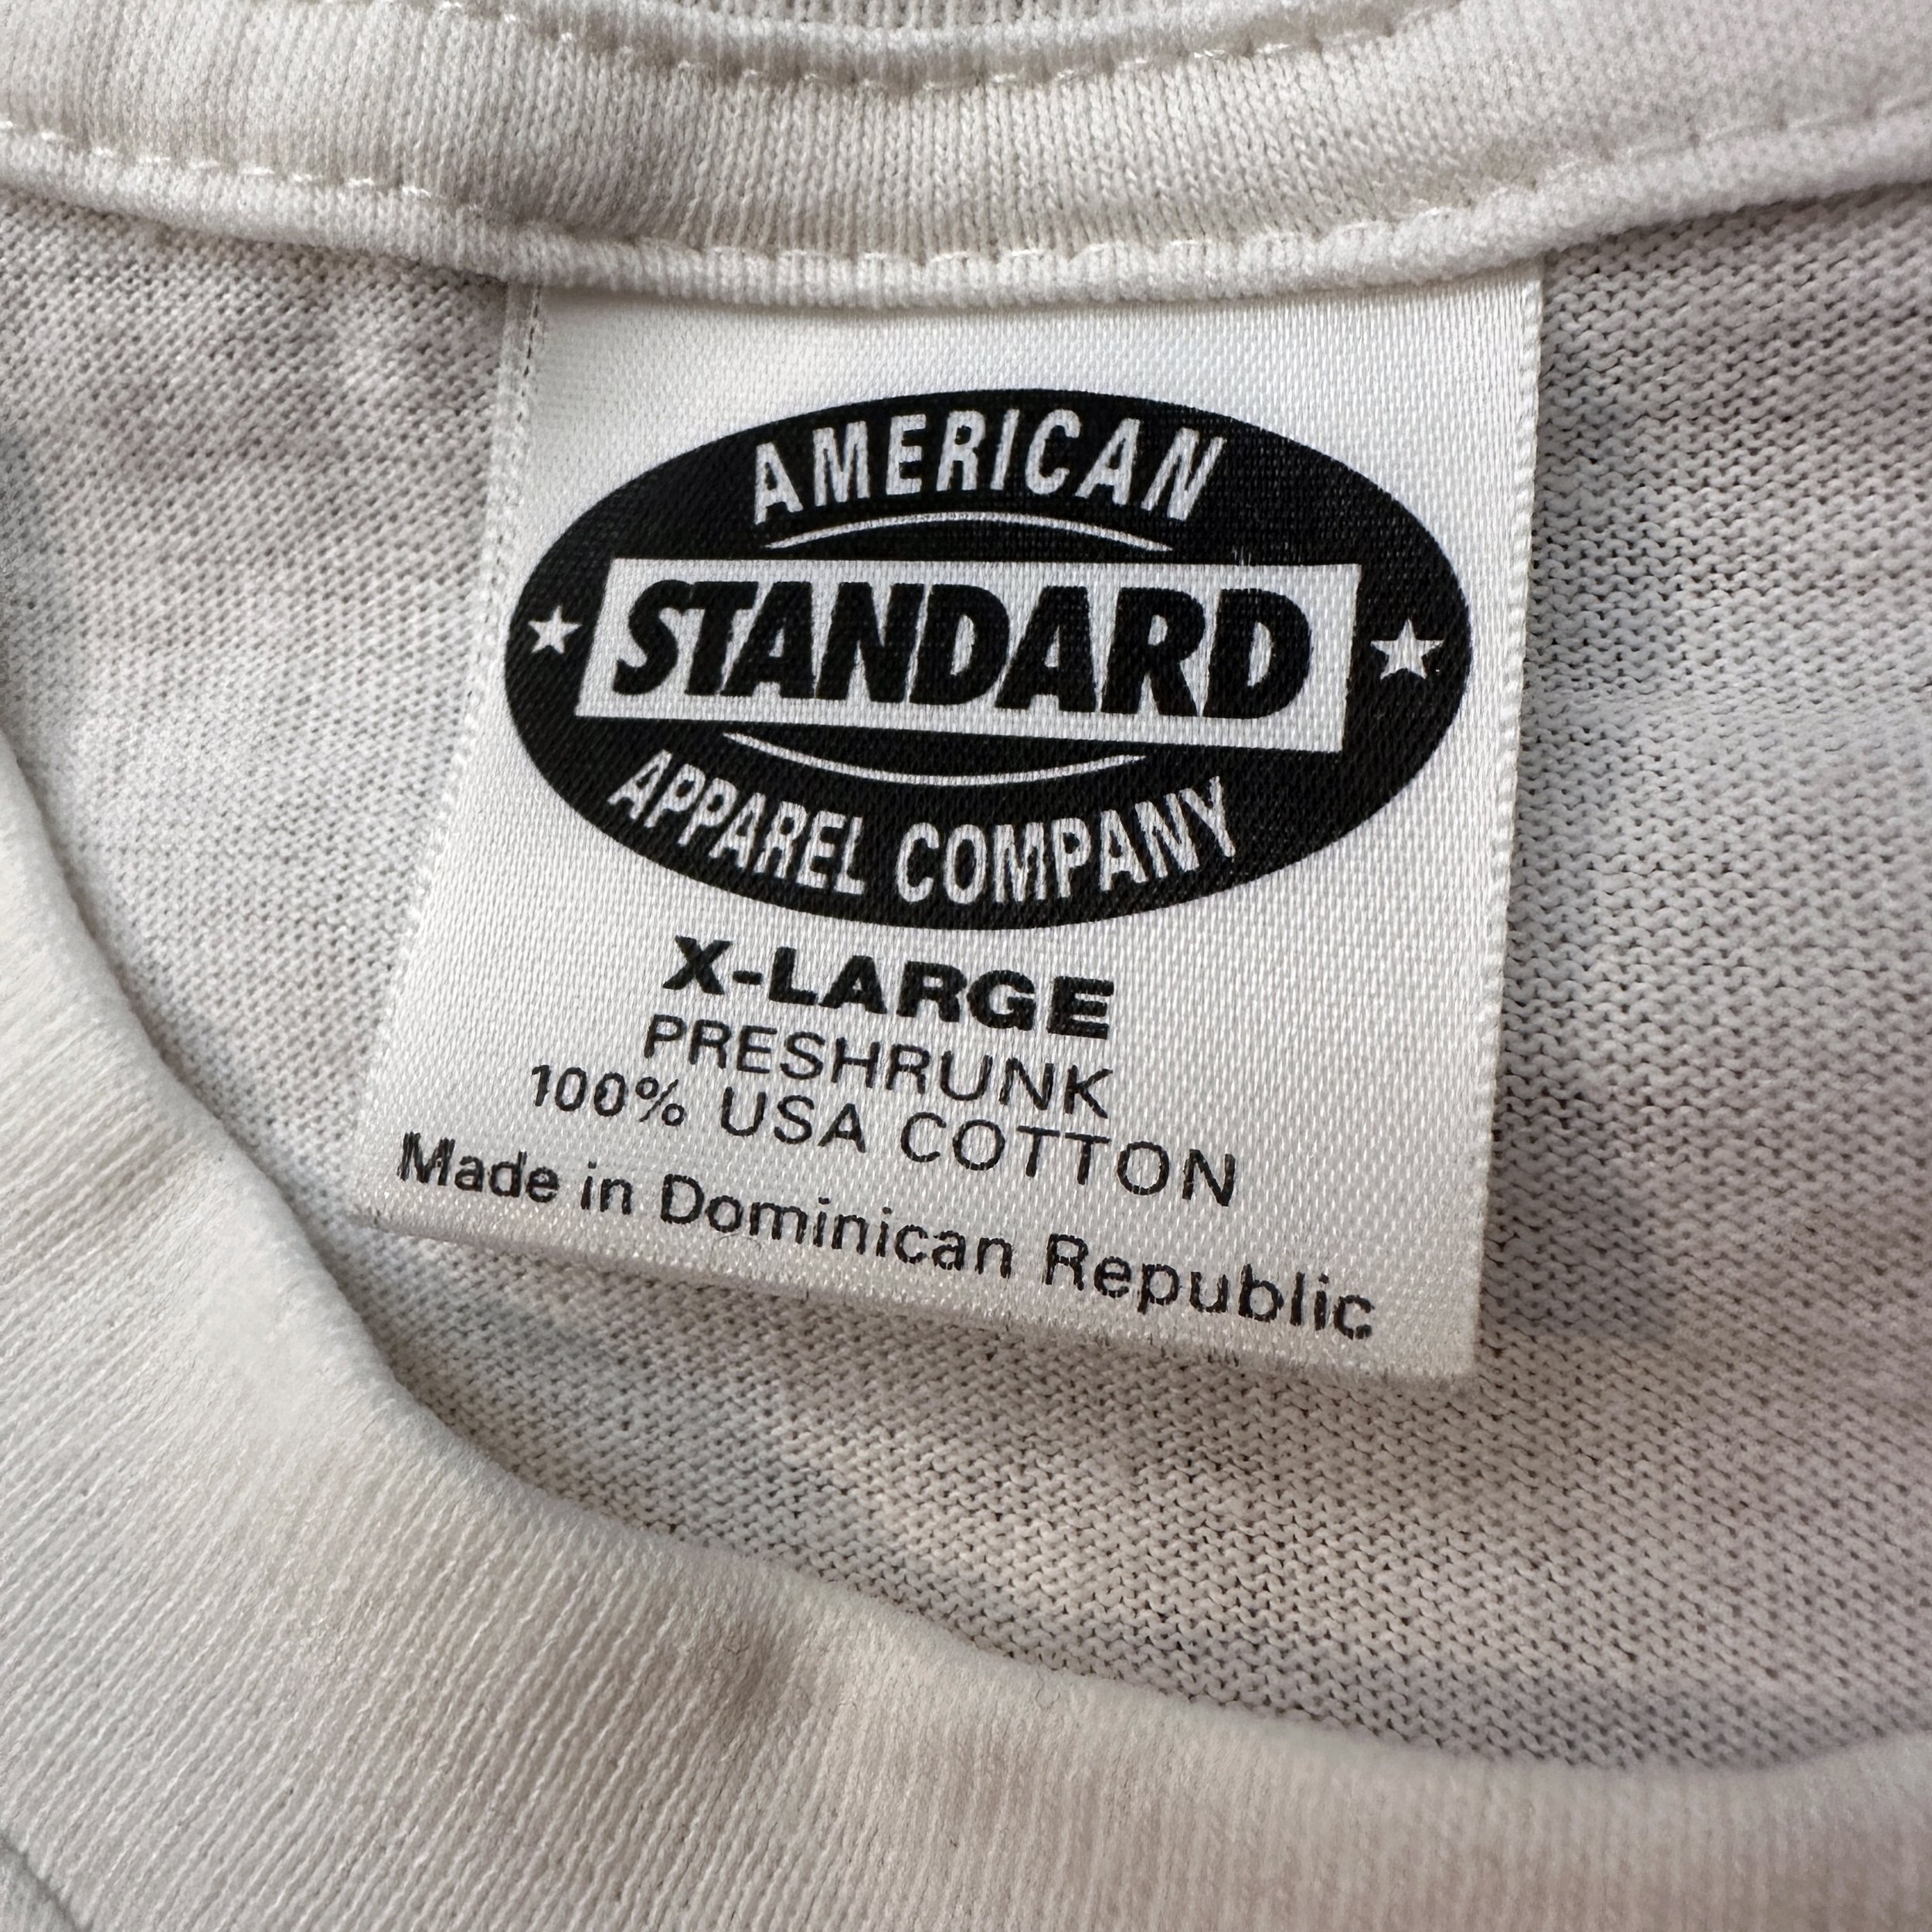 AMERICAN
STANDARD
APPAREL COMPANY
X-LARGE
PRESHRUNK
100% USA COTTON
Made in Dominican Republic